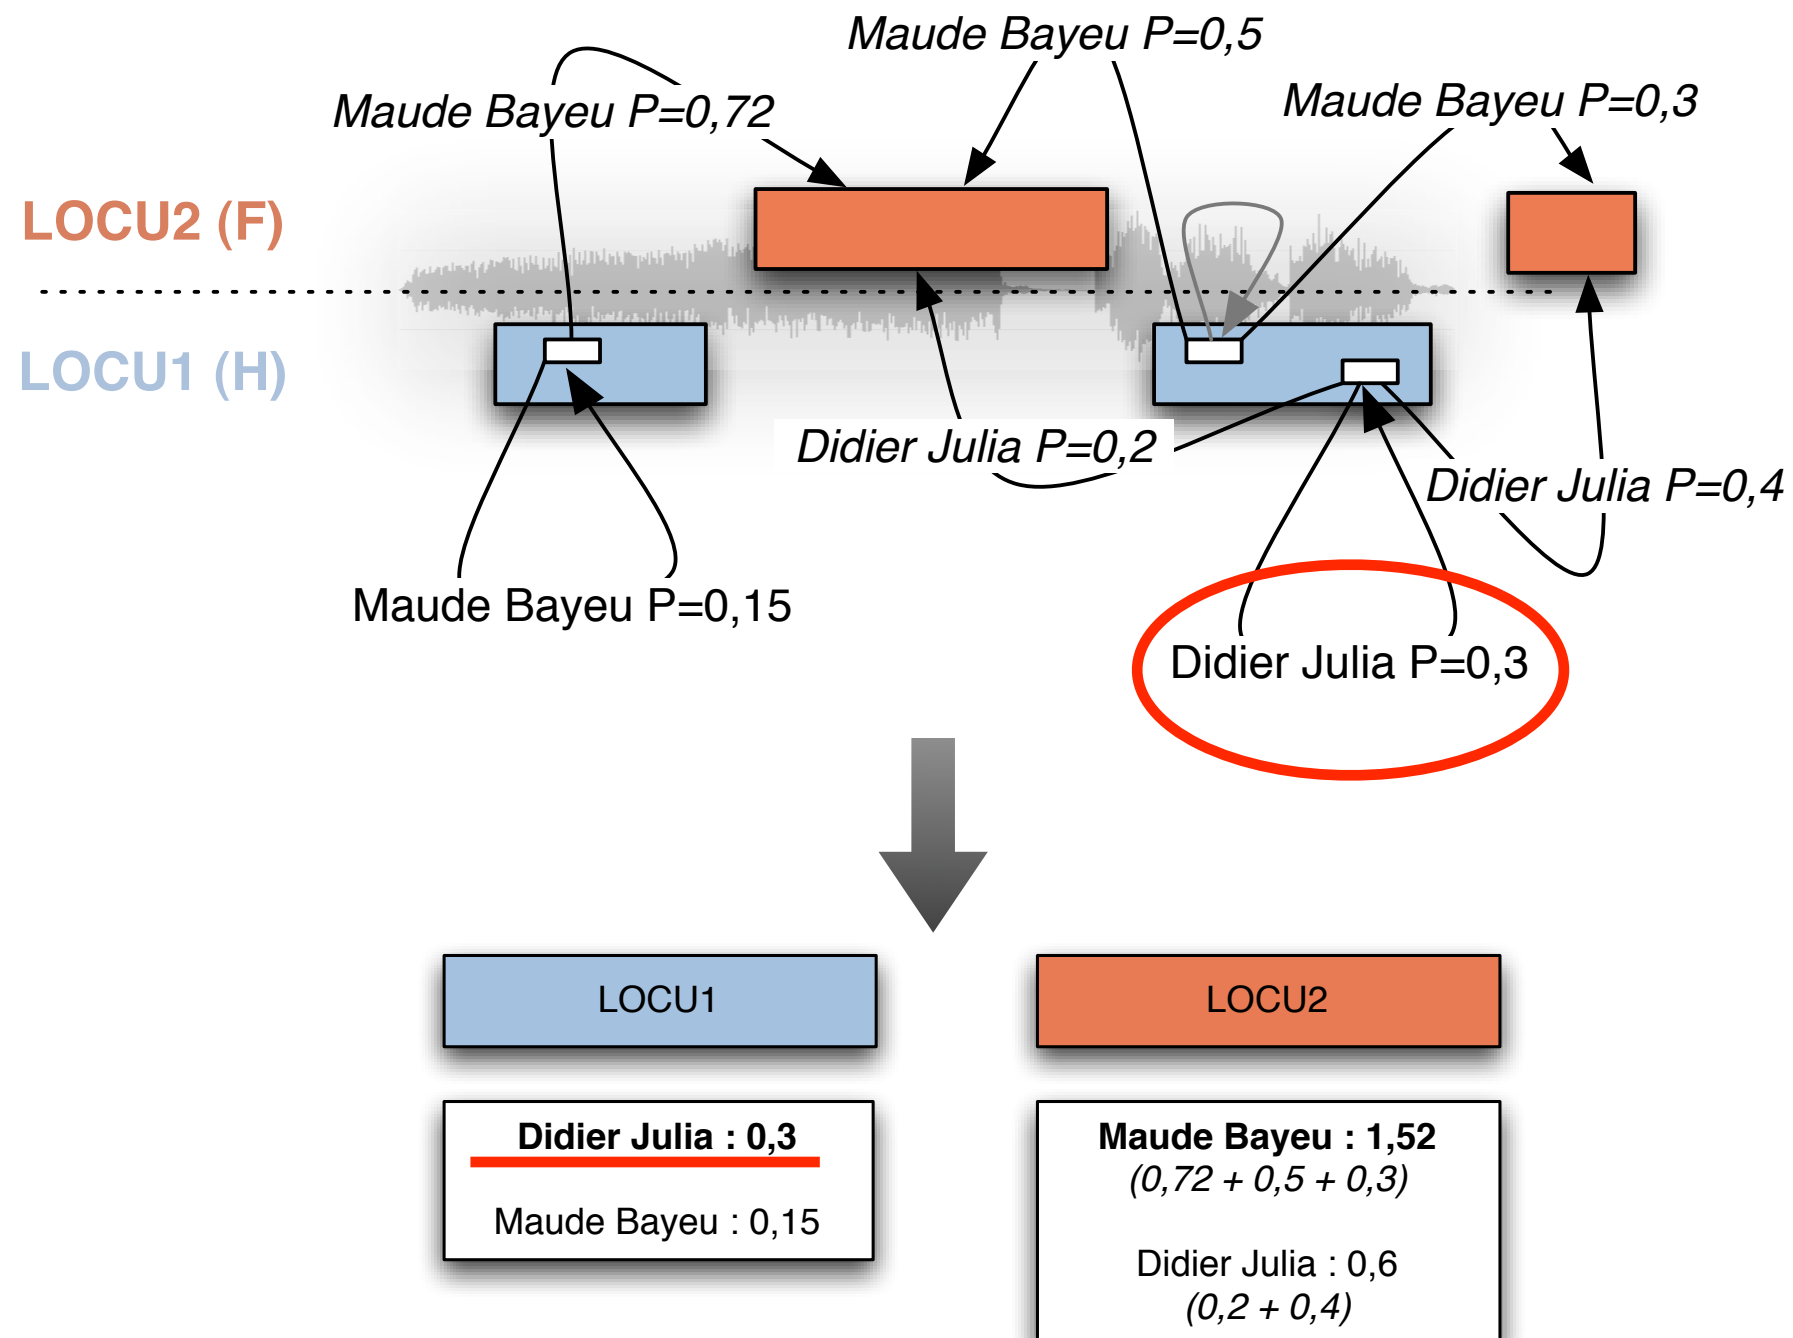 Maude Bayeu P=0,5
Maude Bayeu P=0,72
Maude Bayeu P=0,3
LOCU2 (F)
LOCU1 (H)
Didier Julia P=0,2
Didier Julia P=0,4
Maude Bayeu P=0,15
Didier Julia P=0,3
LOCU1
LOCU2
Didier Julia : 0,3
Maude Bayeu : 0,15
Maude Bayeu : 1,52
(0,72 + 0,5 + 0,3)
Didier Julia : 0,6
(0,2 + 0,4)